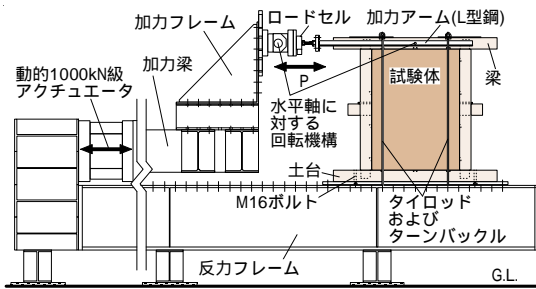 加力フレーム
ロードセル
加力アーム(L型鋼)
加力梁
動的1000kN級
アクチュエータ
P
試験体
梁
水平軸に
対する
回転機構
土台
M16ボルト
タイロッド
および
ターンバックル
反力フレーム
G.L.